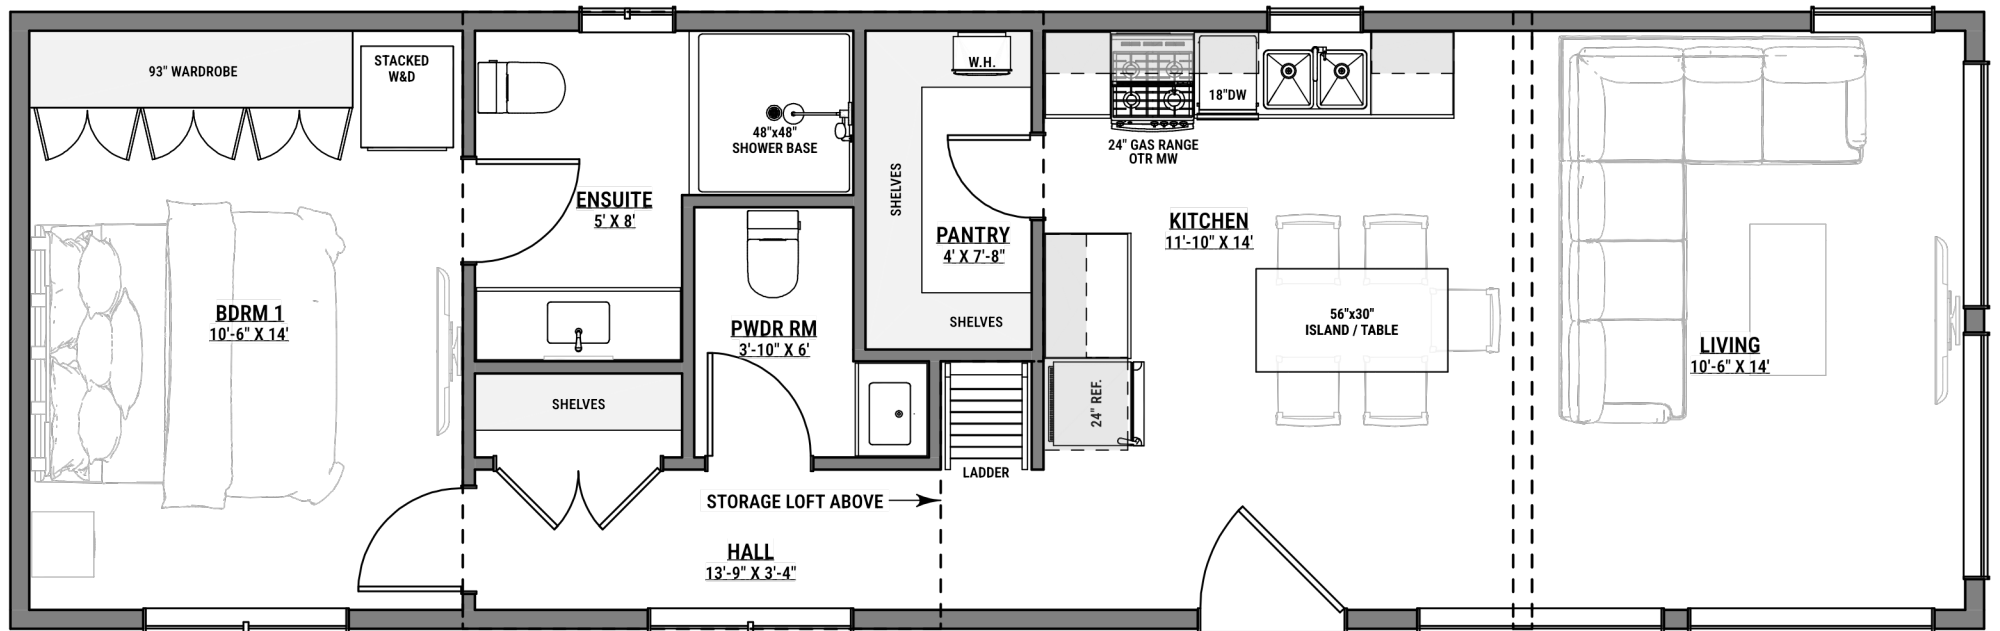 93" WARDROBE
STACKED
W&D
BDRM 1
10'-6" X 14'
ENSUITE
5' X 8'
48"x48"
SHOWER BASE
SHELVES
PWDR RM
3'-10" X 6'
W.H.
SHELVES
PANTRY
4' X 7'-8"
SHELVES
LADDER
STORAGE LOFT ABOVE
HALL
13'-9" X 3'-4"
18"DW
24" GAS RANGE
OTR MW
KITCHEN
11'-10" X 14'
24" REF.
56"x30"
ISLAND / TABLE
LIVING
10'-6" X 14'